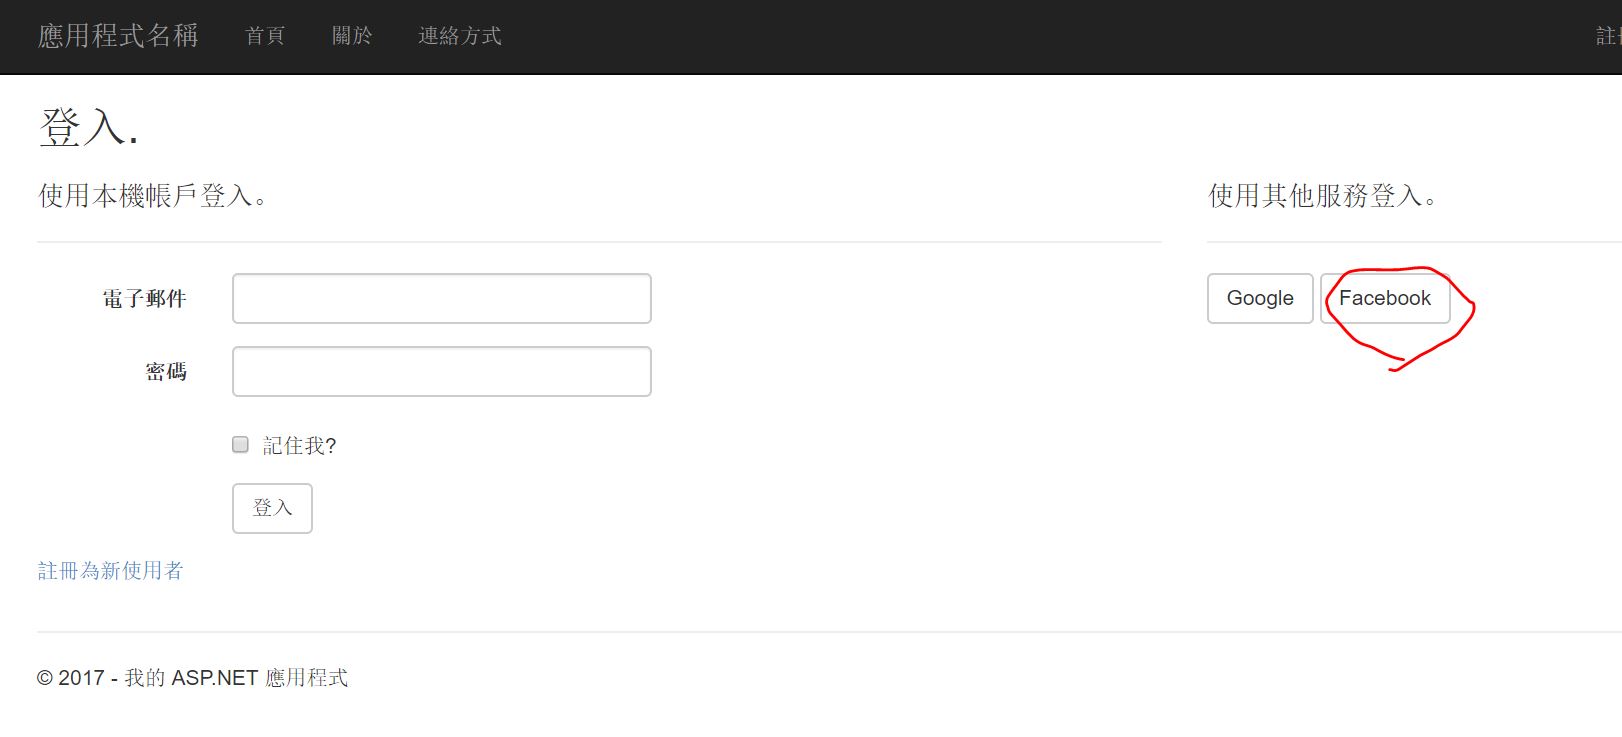 應用程式名稱 首頁 關於 連絡方式
登入.
使用本機帳戶登入。
電子郵件
密碼
記住我?
登入
註冊為新使用者
使用其他服務登入。
Google Facebook
© 2017 - 我的 ASP.NET 應用程式